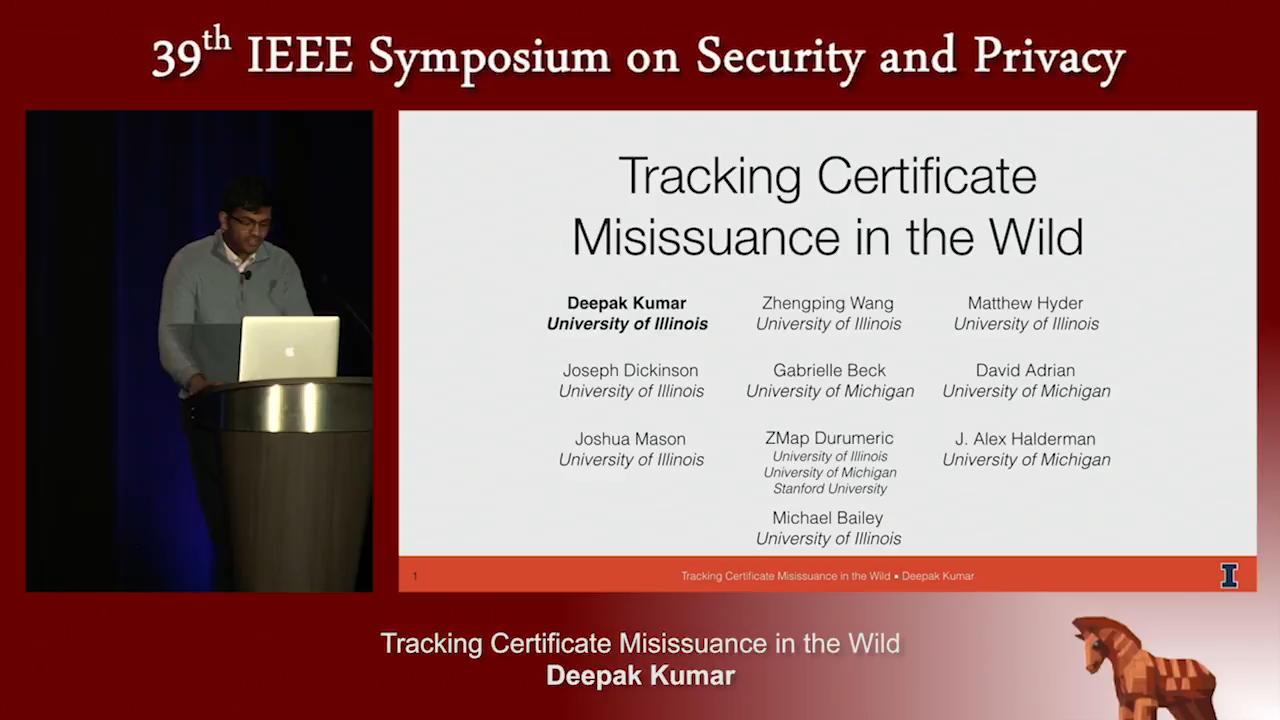 39th IEEE Symposium on Security and Privacy
Tracking Certificate
Misissuance in the Wild
Deepak Kumar
University of Illinois
Zhengping Wang
University of Illinois
Matthew Hyder
University of Illinois
Joseph Dickinson
University of Illinois
Gabrielle Beck
University of Michigan
David Adrian
University of Michigan
Joshua Mason
University of Illinois
ZMap Durumeric
University of Illinois
University of Michigan
Stanford University
J. Alex Halderman
University of Michigan
Michael Bailey
University of Illinois
1
Tracking Certificate Misissuance in the Wild ▪ Deepak Kumar
I
Tracking Certificate Misissuance in the Wild
Deepak Kumar